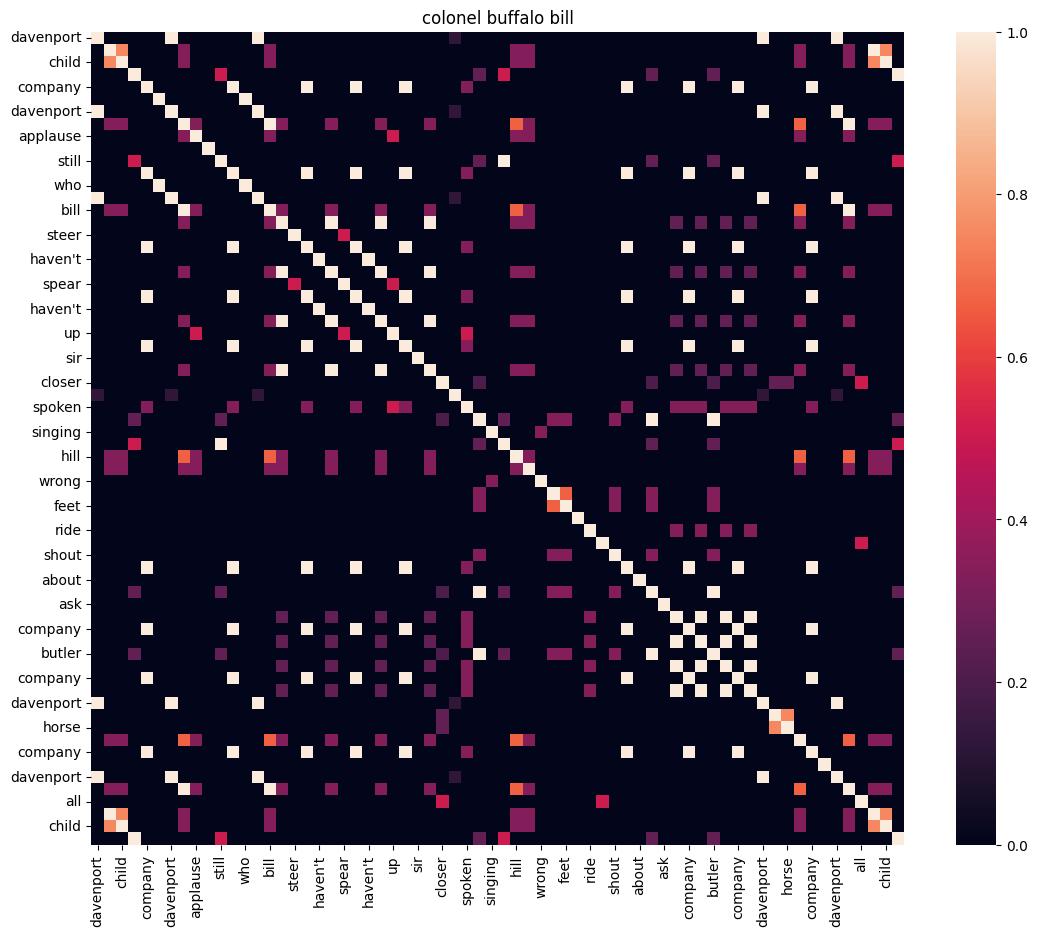 colonel buffalo bill
davenport
child
company
davenport
applause
still
who
bill
steer
haven't
spear
haven't
up
sir
closer
spoken
singing
hill
wrong
feet
ride
shout
about
ask
company
butler
company
davenport
horse
company
davenport
all
child
davenport
child
company
davenport
applause
still
who
bill
steer
haven't
spear
haven't
up
sir
closer
spoken
singing
hill
wrong
feet
ride
shout
about
ask
company
butler
company
davenport
horse
company
davenport
all
child
1.0
0.8
0.6
0.4
0.2
0.0